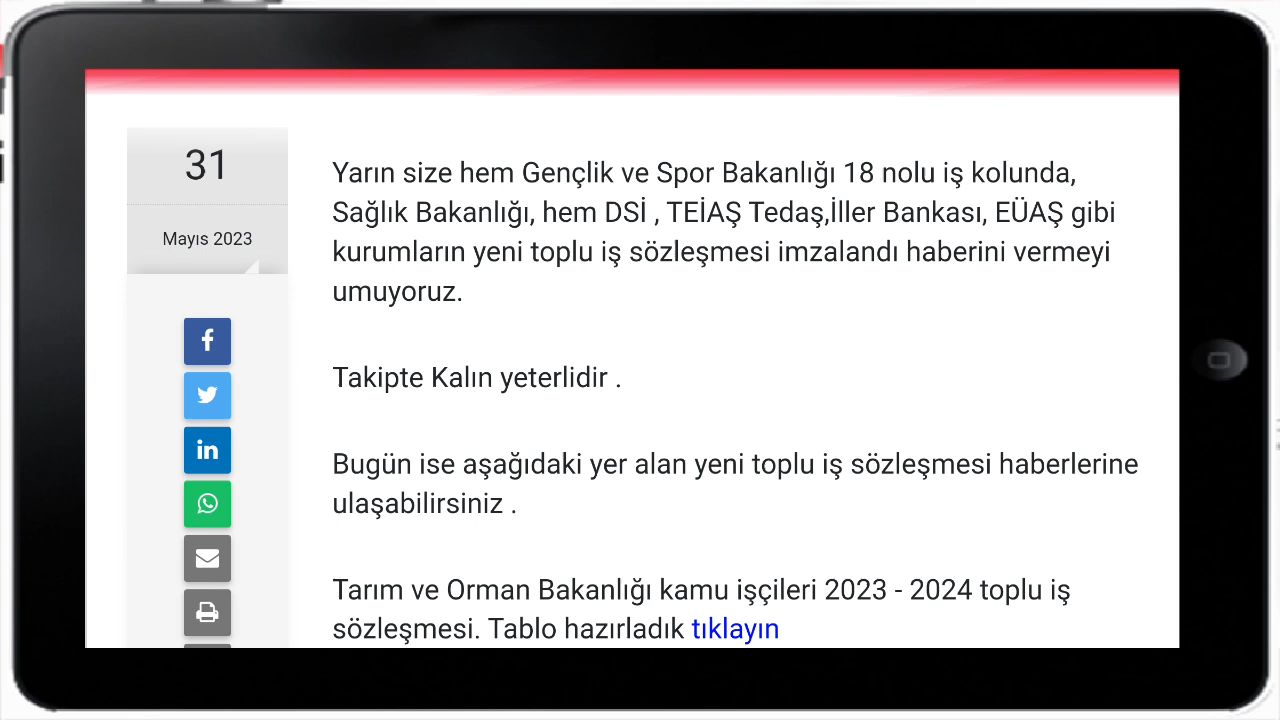 31
Mayıs 2023
Yarın size hem Gençlik ve Spor Bakanlığı 18 nolu iş kolunda,
Sağlık Bakanlığı, hem DSİ , TEİAŞ Tedaş,İller Bankası, EÜAŞ gibi
kurumların yeni toplu iş sözleşmesi imzalandı haberini vermeyi
umuyoruz.
Takipte Kalın yeterlidir .
Bugün ise aşağıdaki yer alan yeni toplu iş sözleşmesi haberlerine
ulaşabilirsiniz .
Tarım ve Orman Bakanlığı kamu işçileri 2023 - 2024 toplu iş
sözleşmesi. Tablo hazırladık tıklayın